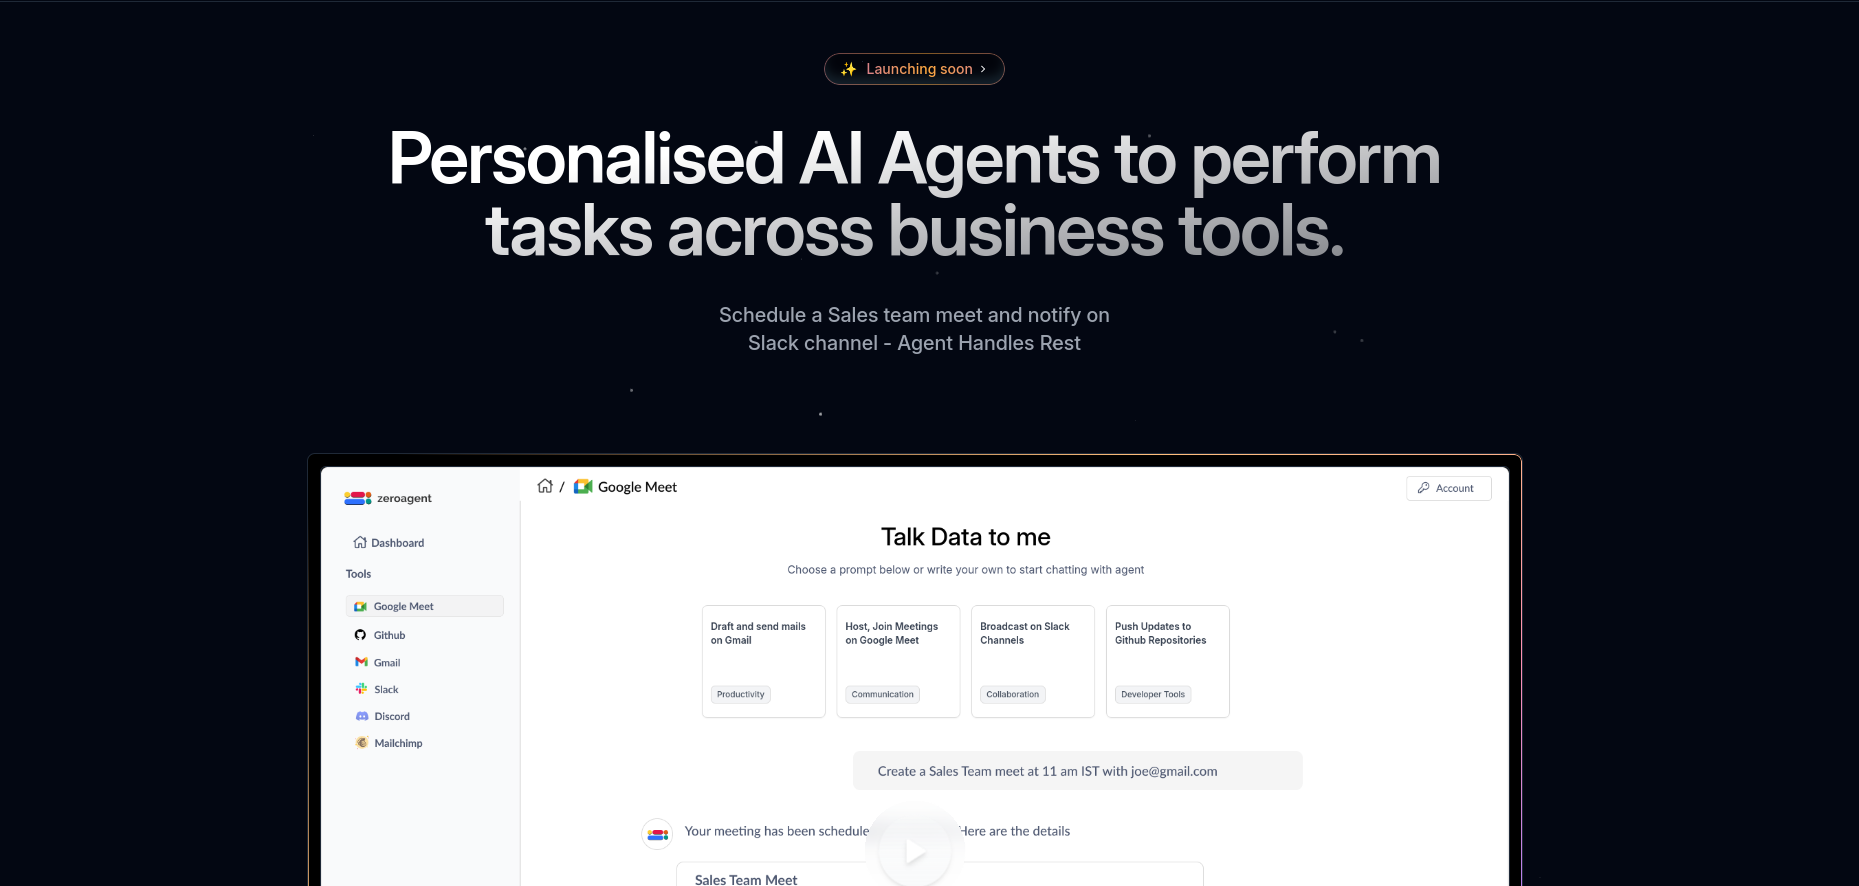 Launching soon
Personalised AI Agents to perform
tasks across business tools.
Schedule a Sales team meet and notify on
Slack channel - Agent Handles Rest
zeroagent
/ Google Meet
Account
Dashboard
Tools
Google Meet
Github
Gmail
Slack
Discord
Mailchimp
Talk Data to me
Choose a prompt below or write your own to start chatting with agent
Draft and send mails
on Gmail
Productivity
Host, Join Meetings
on Google Meet
Communication
Broadcast on Slack
Channels
Collaboration
Push Updates to
Github Repositories
Developer Tools
Create a Sales Team meet at 11 am IST with joe@gmail.com
Your meeting has been schedule Here are the details
Sales Team Meet